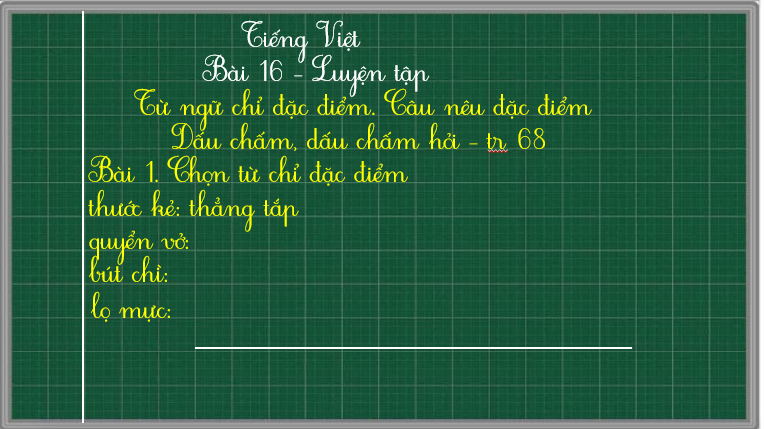 Tiếng Việt
Bài 16 - Luyện tập
Từ ngữ chỉ đặc điểm. Câu nêu đặc điểm
Dấu chấm, dấu chấm hỏi - tr 68
Bài 1. Chọn từ chỉ đặc điểm
thước kẻ: thẳng tắp
quyển vở:
bút chì:
lọ mực: